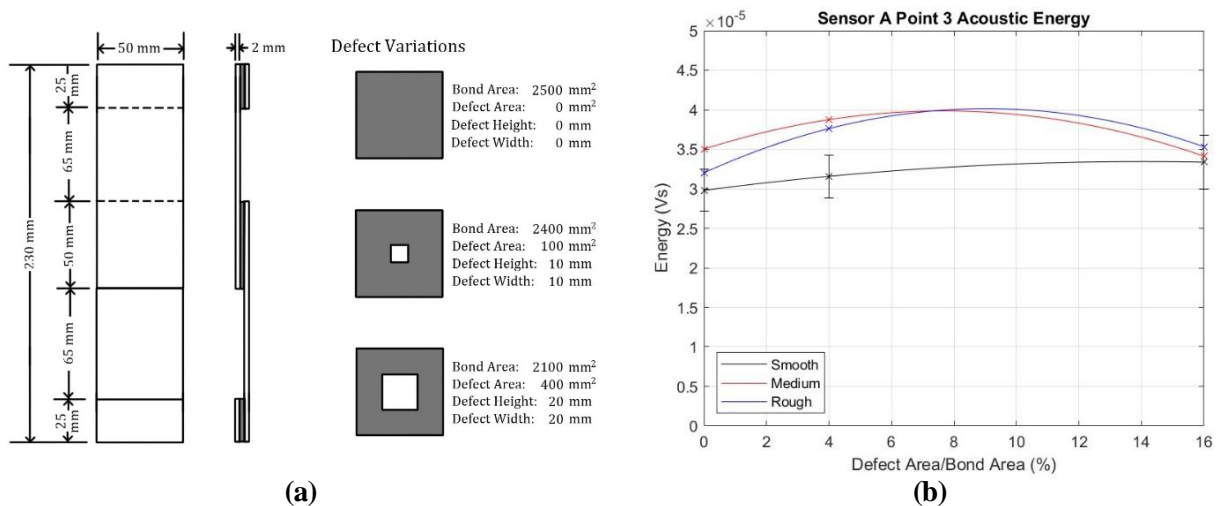 50 mm
2 mm
25
mm
65 mm
230 mm
50 mm
65 mm
25
mm
Defect Variations
Bond Area: 2500 mm²
Defect Area: 0 mm²
Defect Height: 0 mm
Defect Width: 0 mm
Bond Area: 2400 mm²
Defect Area: 100 mm²
Defect Height: 10 mm
Defect Width: 10 mm
Bond Area: 2100 mm²
Defect Area: 400 mm²
Defect Height: 20 mm
Defect Width: 20 mm
(a)
×10⁻⁵
Sensor A Point 3 Acoustic Energy
5
4.5
4
3.5
3
2.5
2
1.5
1
0.5
0
Energy (Vs)
Smooth
Medium
Rough
0 2 4 6 8 10 12 14 16
Defect Area/Bond Area (%)
(b)